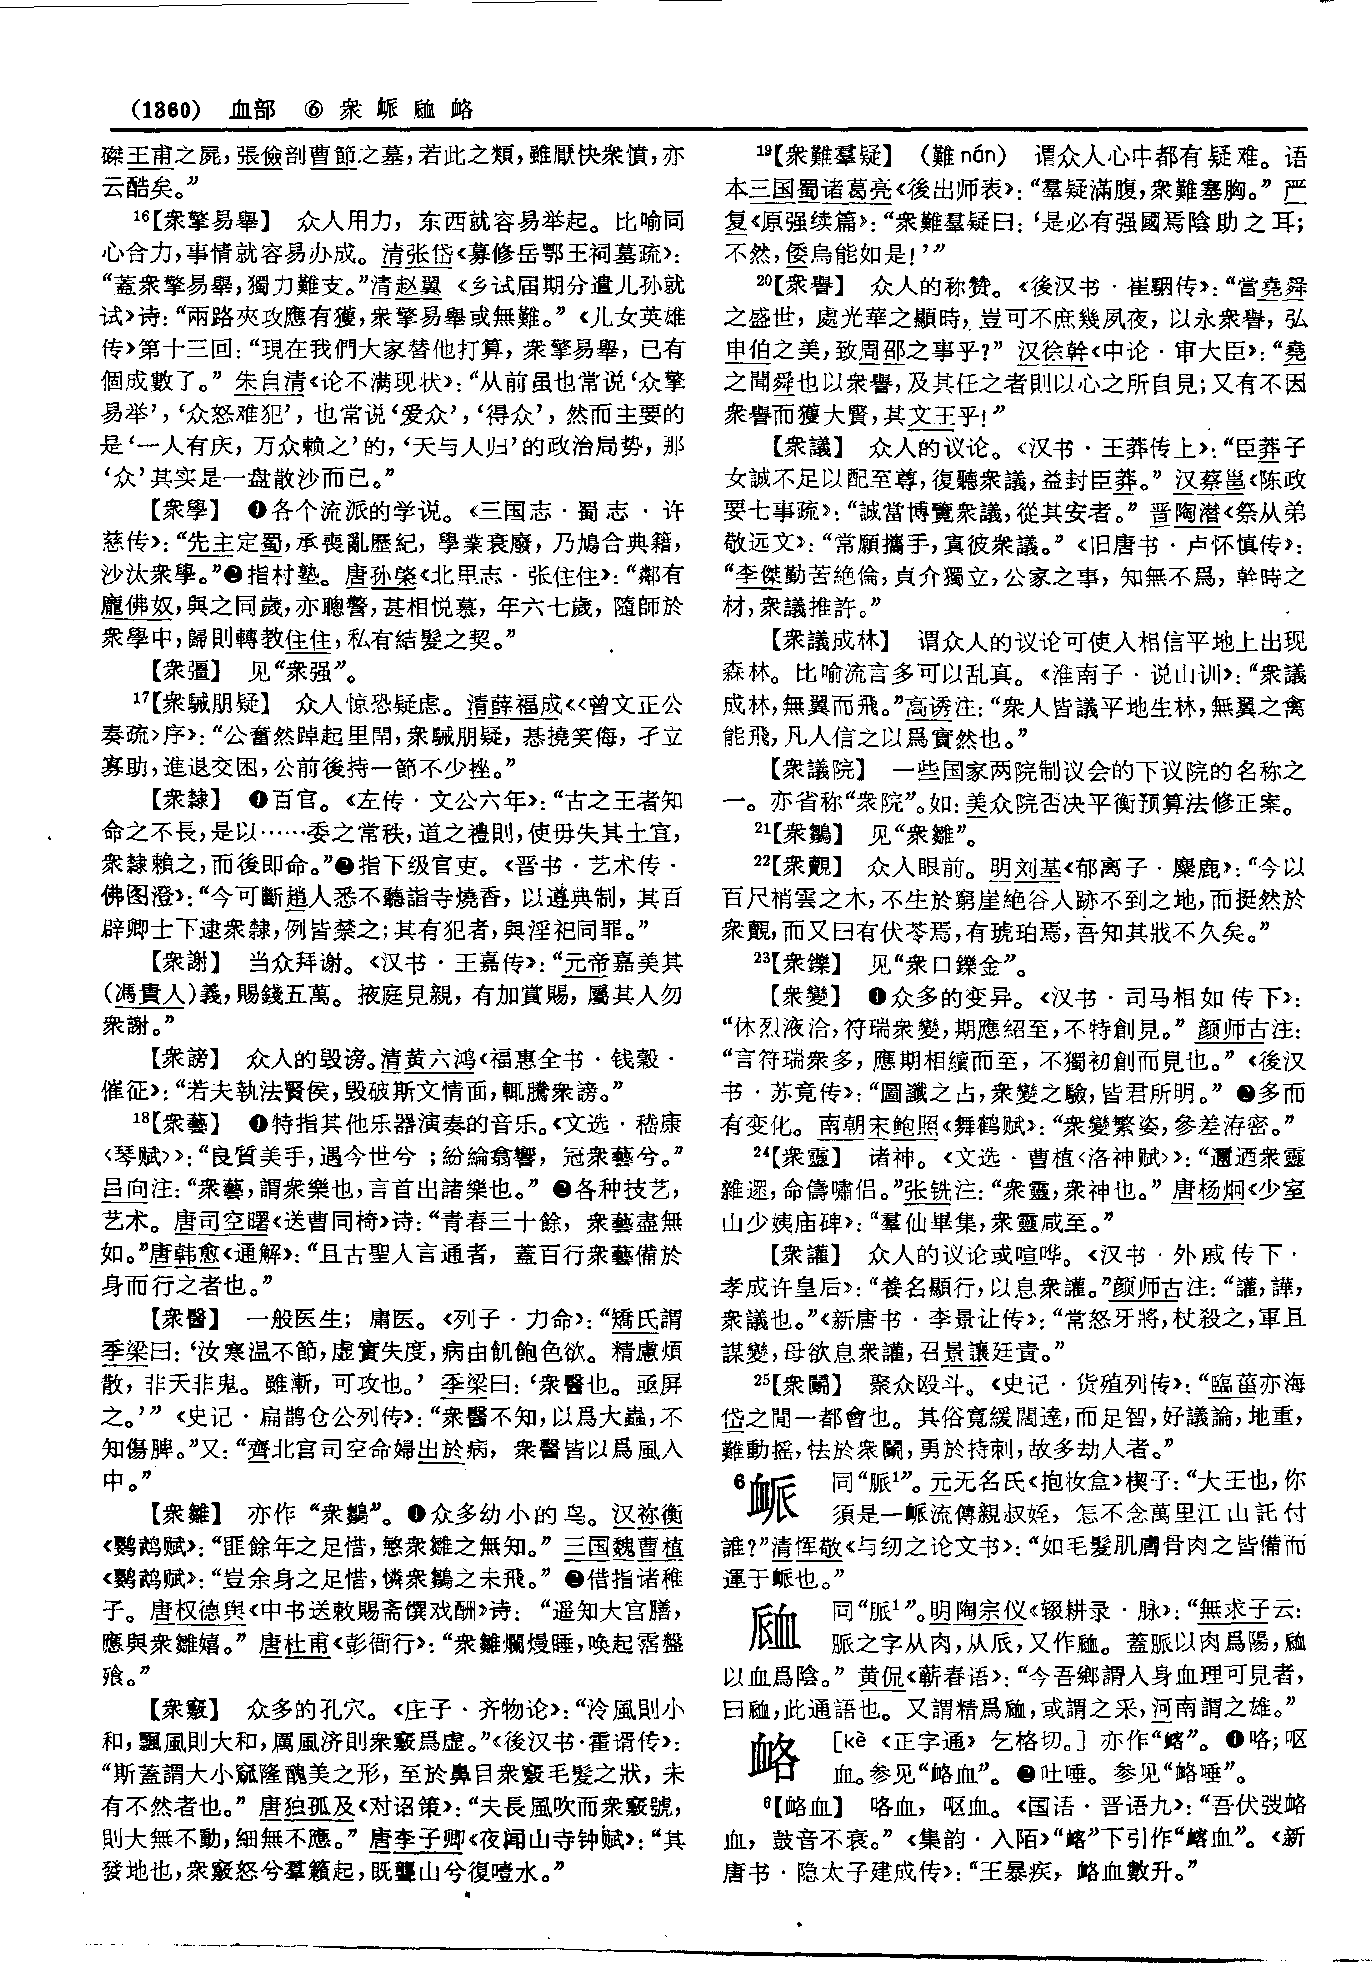 (1360) 血部 ⑥ 衆 衇 䘑 衉
磔王甫之屍，張儉剖曹節之墓，若此之類，雖厭快衆憤，亦
云酷矣。”
16【衆擎易舉】 众人用力，东西就容易举起。比喻同
心合力，事情就容易办成。清张岱《募修岳鄂王祠墓疏》：
“蓋衆擎易舉，獨力難支。”清赵翼《乡试届期分遣儿孙就
试》诗：“兩路夾攻應有獲，衆擎易舉或無難。”《儿女英雄
传》第十三回：“現在我們大家替他打算，衆擎易舉，已有
個成數了。”朱自清《论不满现状》：“从前虽也常说‘众擎
易举’，‘众怒难犯’，也常说‘爱众’，‘得众’，然而主要的
是‘一人有庆，万众赖之’的，‘天与人归’的政治局势，那
‘众’其实是一盘散沙而已。”
【衆學】 ❶各个流派的学说。《三国志·蜀志·许
慈传》：“先主定蜀，承喪亂歷紀，學業衰廢，乃鳩合典籍，
沙汰衆學。”❷指村塾。唐孙棨《北里志·张住住》：“鄰有
龐佛奴，與之同歲，亦聰警，甚相悦慕，年六七歲，隨師於
衆學中，歸則轉教住住，私有結髮之契。”
【衆彊】 见“衆强”。
17【衆駴朋疑】 众人惊恐疑虑。清薛福成《〈曾文正公
奏疏〉序》：“公奮然踔起里閈，衆駴朋疑，惎撓笑侮，孑立
寡助，進退交困，公前後持一節不少挫。”
【衆隸】 ❶百官。《左传·文公六年》：“古之王者知
命之不長，是以……委之常秩，道之禮則，使毋失其土宜，
衆隸賴之，而後即命。”❷指下级官吏。《晋书·艺术传·
佛图澄》：“今可斷趙人悉不聽詣寺燒香，以遵典制，其百
辟卿士下逮衆隸，例皆禁之；其有犯者，與淫祀同罪。”
【衆謝】 当众拜谢。《汉书·王嘉传》：“元帝嘉美其
(馮貴人)義，賜錢五萬。掖庭見親，有加賞賜，屬其人勿
衆謝。”
【衆謗】 众人的毁谤。清黄六鸿《福惠全书·钱穀·
催征》：“若夫執法賢侯，毀破斯文情面，輒騰衆謗。”
18【衆藝】 ❶特指其他乐器演奏的音乐。《文选·嵇康
〈琴赋〉》：“良質美手，遇今世兮；紛綸翕響，冠衆藝兮。”
吕向注：“衆藝，謂衆樂也，言首出諸樂也。”❷各种技艺，
艺术。唐司空曙《送曹同椅》诗：“青春三十餘，衆藝盡無
如。”唐韩愈《通解》：“且古聖人言通者，蓋百行衆藝備於
身而行之者也。”
【衆醫】 一般医生；庸医。《列子·力命》：“矯氏謂
季梁曰：‘汝寒温不節，虛實失度，病由飢飽色欲。精慮煩
散，非天非鬼。雖漸，可攻也。’季梁曰：‘衆醫也。亟屏
之。’”《史记·扁鹊仓公列传》：“衆醫不知，以爲大蟲，不
知傷脾。”又：“齊北宫司空命婦出於病，衆醫皆以爲風入
中。”
【衆雛】 亦作“衆鶵”。❶众多幼小的鸟。汉祢衡
《鹦鹉赋》：“匪餘年之足惜，慜衆雛之無知。”三国魏曹植
《鹦鹉赋》：“豈余身之足惜，憐衆鶵之未飛。”❷借指诸稚
子。唐权德舆《中书送敕賜斋馔戏酬》诗：“遥知大官膳，
應與衆雛嬉。”唐杜甫《彭衙行》：“衆雛爛熳睡，唤起霑盤
飱。”
【衆竅】 众多的孔穴。《庄子·齐物论》：“泠風則小
和，飄風則大和，厲風济則衆竅爲虚。”《後汉书·霍谞传》：
“斯蓋謂大小窳隆醜美之形，至於鼻目衆竅毛髮之狀，未
有不然者也。”唐独孤及《对诏策》：“夫長風吹而衆竅號，
則大無不動，細無不應。”唐李子卿《夜闻山寺钟赋》：“其
發地也，衆竅怒兮羣籟起，既聾山兮復噎水。”
19【衆難羣疑】 (難nán) 谓众人心中都有疑难。语
本三国蜀诸葛亮《後出师表》：“羣疑滿腹，衆難塞胸。”严
复《原强续篇》：“衆難羣疑曰：‘是必有强國焉陰助之耳；
不然，倭烏能如是！’”
20【衆譽】 众人的称赞。《後汉书·崔駰传》：“當堯舜
之盛世，處光華之顯時，豈可不庶幾夙夜，以永衆譽，弘
申伯之美，致周邵之事乎？”汉徐幹《中论·审大臣》：“堯
之聞舜也以衆譽，及其任之者則以心之所自見；又有不因
衆譽而獲大賢，其文王乎！”
【衆議】 众人的议论。《汉书·王莽传上》：“臣莽子
女誠不足以配至尊，復聽衆議，益封臣莽。”汉蔡邕《陈政
要七事疏》：“誠當博覽衆議，從其安者。”晋陶潜《祭从弟
敬远文》：“常願攜手，真彼衆議。”《旧唐书·卢怀慎传》：
“李傑勤苦絶倫，貞介獨立，公家之事，知無不爲，幹時之
材，衆議推許。”
【衆議成林】 谓众人的议论可使人相信平地上出现
森林。比喻流言多可以乱真。《淮南子·说山训》：“衆議
成林，無翼而飛。”高诱注：“衆人皆議平地生林，無翼之禽
能飛，凡人信之以爲實然也。”
【衆議院】 一些国家两院制议会的下议院的名称之
一。亦省称“衆院”。如：美众院否决平衡预算法修正案。
21【衆鶵】 见“衆雛”。
22【衆觀】 众人眼前。明刘基《郁离子·麋鹿》：“今以
百尺梢雲之木，不生於窮崖絶谷人跡不到之地，而挺然於
衆觀，而又曰有伏苓焉，有琥珀焉，吾知其戕不久矣。”
23【衆鑠】 见“衆口鑠金”。
【衆變】 ❶众多的变异。《汉书·司马相如传下》：
“休烈液洽，符瑞衆變，期應紹至，不特創見。”颜师古注：
“言符瑞衆多，應期相續而至，不獨初創而見也。”《後汉
书·苏竟传》：“圖讖之占，衆變之驗，皆君所明。”❷多而
有变化。南朝宋鲍照《舞鹤赋》：“衆變繁姿，參差洊密。”
24【衆靈】 诸神。《文选·曹植〈洛神赋〉》：“邇迺衆靈
雜遝，命儔嘯侣。”张铣注：“衆靈，衆神也。”唐杨炯《少室
山少姨庙碑》：“羣仙畢集，衆靈咸至。”
【衆讙】 众人的议论或喧哗。《汉书·外戚传下·
孝成许皇后》：“養名顯行，以息衆讙。”颜师古注：“讙，譁，
衆議也。”《新唐书·李景让传》：“常怒牙將，杖殺之，軍且
謀變，母欲息衆讙，召景讓廷責。”
25【衆鬭】 聚众殴斗。《史记·货殖列传》：“臨菑亦海
岱之閒一都會也。其俗寬緩闊達，而足智，好議論，地重，
難動摇，怯於衆鬭，勇於持刺，故多劫人者。”
6衇 同“脈1”。元无名氏《抱妆盒》楔子：“大王也，你
須是一衇流傳親叔姪，怎不念萬里江山託付
誰？”清恽敬《与纫之论文书》：“如毛髮肌膚骨肉之皆備而
運于衇也。”
䘑 同“脈1”。明陶宗仪《辍耕录·脉》：“無求子云：
脈之字从肉，从𠂢，又作䘑。蓋脈以肉爲陽，䘑
以血爲陰。”黄侃《蘄春语》：“今吾鄉謂人身血理可見者，
曰䘑，此通語也。又謂精爲䘑，或謂之采，河南謂之雄。”
衉 [kè《正字通》乞格切。] 亦作“䘔”。❶咯；呕
血。参见“衉血”。❷吐唾。参见“衉唾”。
6【衉血】 咯血，呕血。《国语·晋语九》：“吾伏弢衉
血，鼓音不衰。”《集韵·入陌》“䘔”下引作“䘔血”。《新
唐书·隐太子建成传》：“王暴疾，衉血數升。”